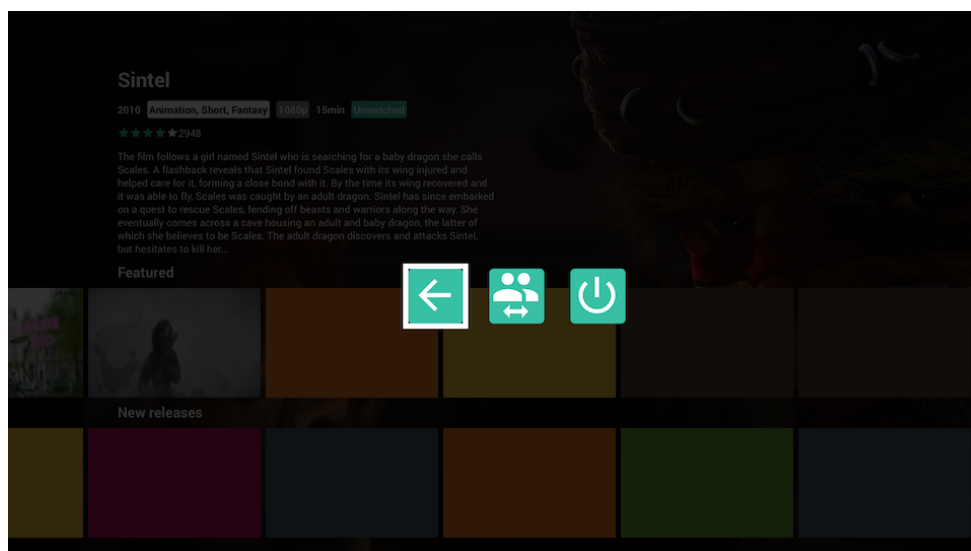 Sintel
2010 Animation, Short, Fantasy 1080p 15min Unwatched
2948
The film follows a girl named Sintel who is searching for a baby dragon she calls
Scales. A flashback reveals that Sintel found Scales with its wing injured and
helped care for it, forming a close bond with it. By the time its wing recovered and
it was able to fly, Scales was caught by an adult dragon. Sintel has since embarked
on a quest to rescue Scales, fending off beasts and warriors along the way. She
eventually comes across a cave housing an adult and baby dragon, the latter of
which she believes to be Scales. The adult dragon discovers and attacks Sintel,
but hesitates to kill her...
Featured
New releases